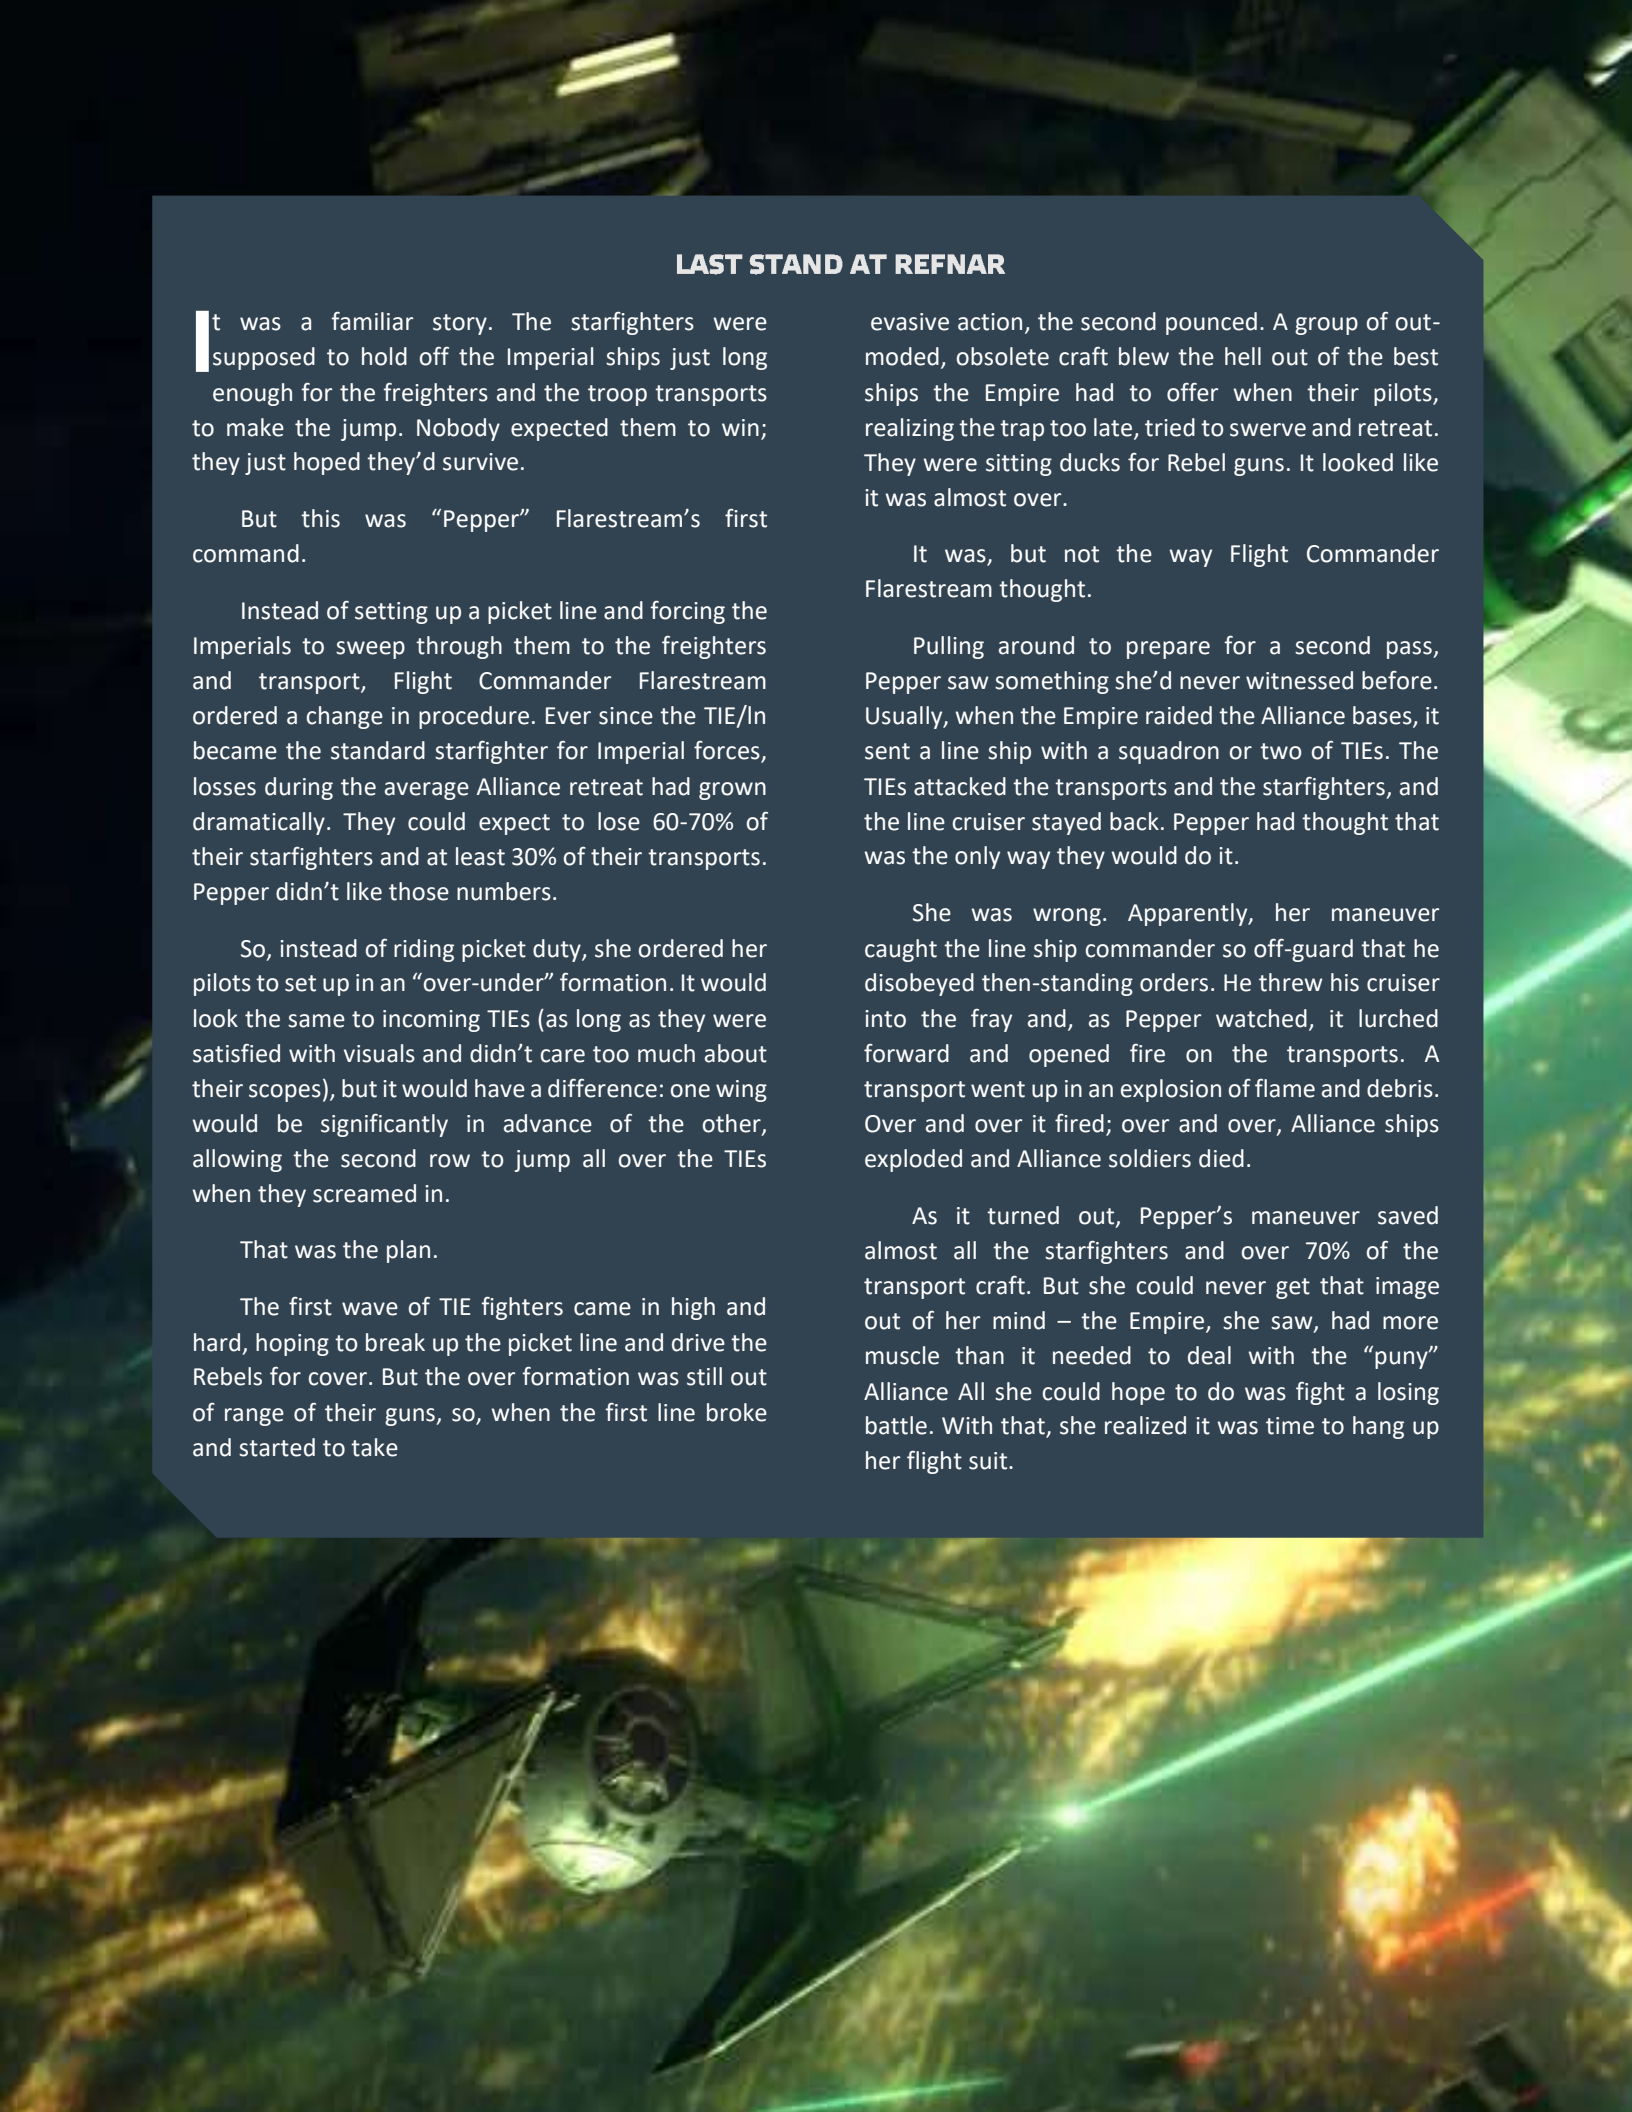 LAST STAND AT REFNAR
It was a familiar story. The starfighters were
supposed to hold off the Imperial ships just long
enough for the freighters and the troop transports
to make the jump. Nobody expected them to win;
they just hoped they’d survive.
But this was “Pepper” Flarestream’s first
command.
Instead of setting up a picket line and forcing the
Imperials to sweep through them to the freighters
and transport, Flight Commander Flarestream
ordered a change in procedure. Ever since the TIE/ln
became the standard starfighter for Imperial forces,
losses during the average Alliance retreat had grown
dramatically. They could expect to lose 60-70% of
their starfighters and at least 30% of their transports.
Pepper didn’t like those numbers.
So, instead of riding picket duty, she ordered her
pilots to set up in an “over-under” formation. It would
look the same to incoming TIEs (as long as they were
satisfied with visuals and didn’t care too much about
their scopes), but it would have a difference: one wing
would be significantly in advance of the other,
allowing the second row to jump all over the TIEs
when they screamed in.
That was the plan.
The first wave of TIE fighters came in high and
hard, hoping to break up the picket line and drive the
Rebels for cover. But the over formation was still out
of range of their guns, so, when the first line broke
and started to take
evasive action, the second pounced. A group of out-
moded, obsolete craft blew the hell out of the best
ships the Empire had to offer when their pilots,
realizing the trap too late, tried to swerve and retreat.
They were sitting ducks for Rebel guns. It looked like
it was almost over.
It was, but not the way Flight Commander
Flarestream thought.
Pulling around to prepare for a second pass,
Pepper saw something she’d never witnessed before.
Usually, when the Empire raided the Alliance bases, it
sent a line ship with a squadron or two of TIEs. The
TIEs attacked the transports and the starfighters, and
the line cruiser stayed back. Pepper had thought that
was the only way they would do it.
She was wrong. Apparently, her maneuver
caught the line ship commander so off-guard that he
disobeyed then-standing orders. He threw his cruiser
into the fray and, as Pepper watched, it lurched
forward and opened fire on the transports. A
transport went up in an explosion of flame and debris.
Over and over it fired; over and over, Alliance ships
exploded and Alliance soldiers died.
As it turned out, Pepper’s maneuver saved
almost all the starfighters and over 70% of the
transport craft. But she could never get that image
out of her mind – the Empire, she saw, had more
muscle than it needed to deal with the “puny”
Alliance All she could hope to do was fight a losing
battle. With that, she realized it was time to hang up
her flight suit.